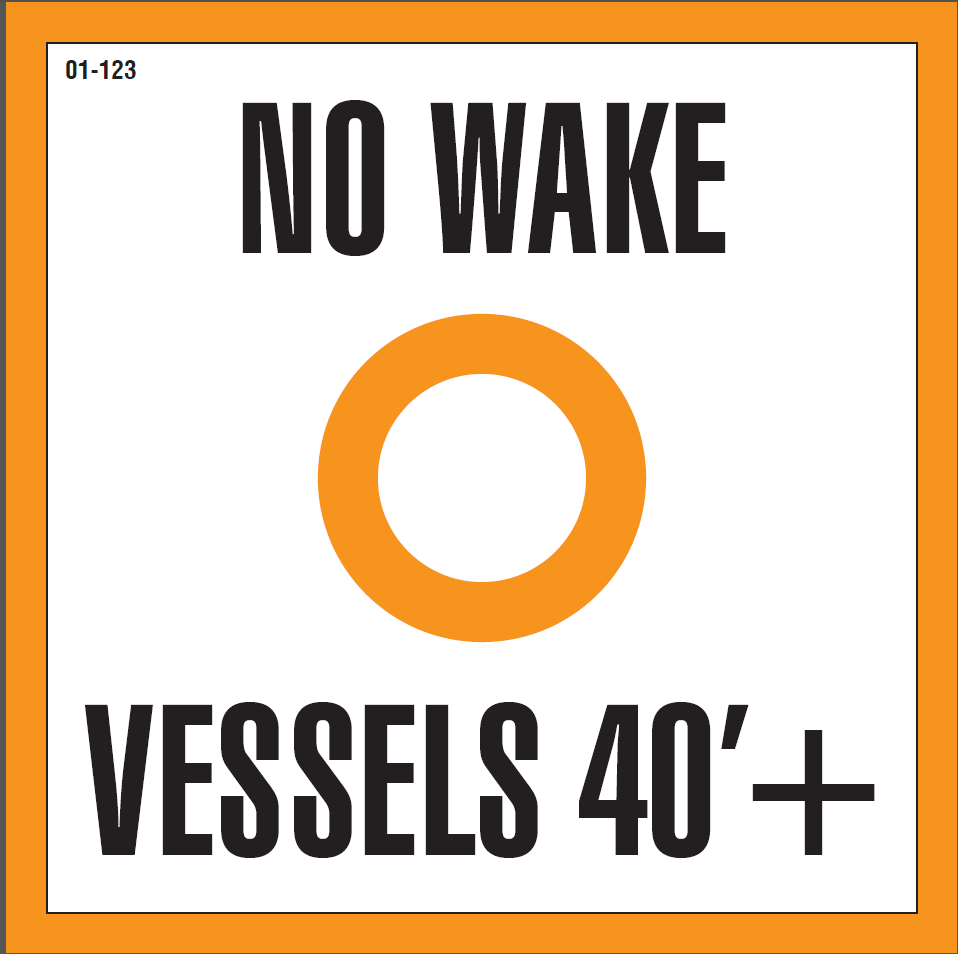 01-123
NO WAKE
VESSELS 40'+